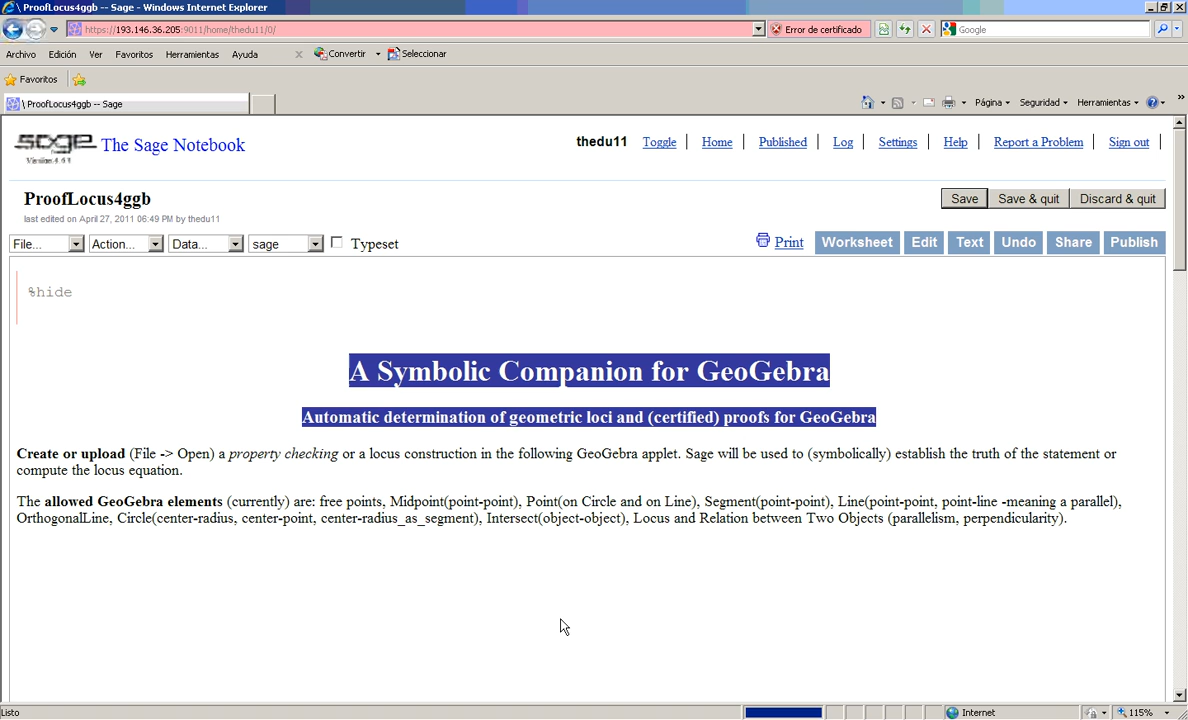 ProofLocus4ggb -- Sage - Windows Internet Explorer
https://193.146.36.205:9011/home/thedu11/0/
Error de certificado
Google
Archivo Edición Ver Favoritos Herramientas Ayuda
x Convertir Seleccionar
Favoritos
\ ProofLocus4ggb -- Sage
Página Seguridad Herramientas
sage The Sage Notebook
Version 4.6.1
thedu11 Toggle Home Published Log Settings Help Report a Problem Sign out
ProofLocus4ggb
Save Save & quit Discard & quit
last edited on April 27, 2011 06:49 PM by thedu11
File... Action... Data... sage Typeset
Print Worksheet Edit Text Undo Share Publish
%hide
A Symbolic Companion for GeoGebra
Automatic determination of geometric loci and (certified) proofs for GeoGebra
Create or upload (File -> Open) a property checking or a locus construction in the following GeoGebra applet. Sage will be used to (symbolically) establish the truth of the statement or
compute the locus equation.
The allowed GeoGebra elements (currently) are: free points, Midpoint(point-point), Point(on Circle and on Line), Segment(point-point), Line(point-point, point-line -meaning a parallel),
OrthogonalLine, Circle(center-radius, center-point, center-radius_as_segment), Intersect(object-object), Locus and Relation between Two Objects (parallelism, perpendicularity).
Listo
Internet
115%